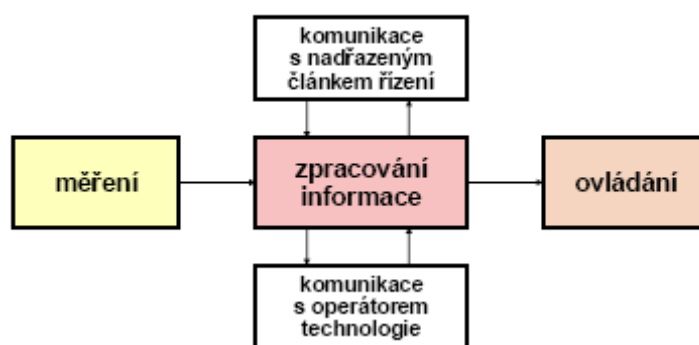 komunikace
s nadřazeným
článkem řízení
měření
zpracování
informace
ovládání
komunikace
s operátorem
technologie